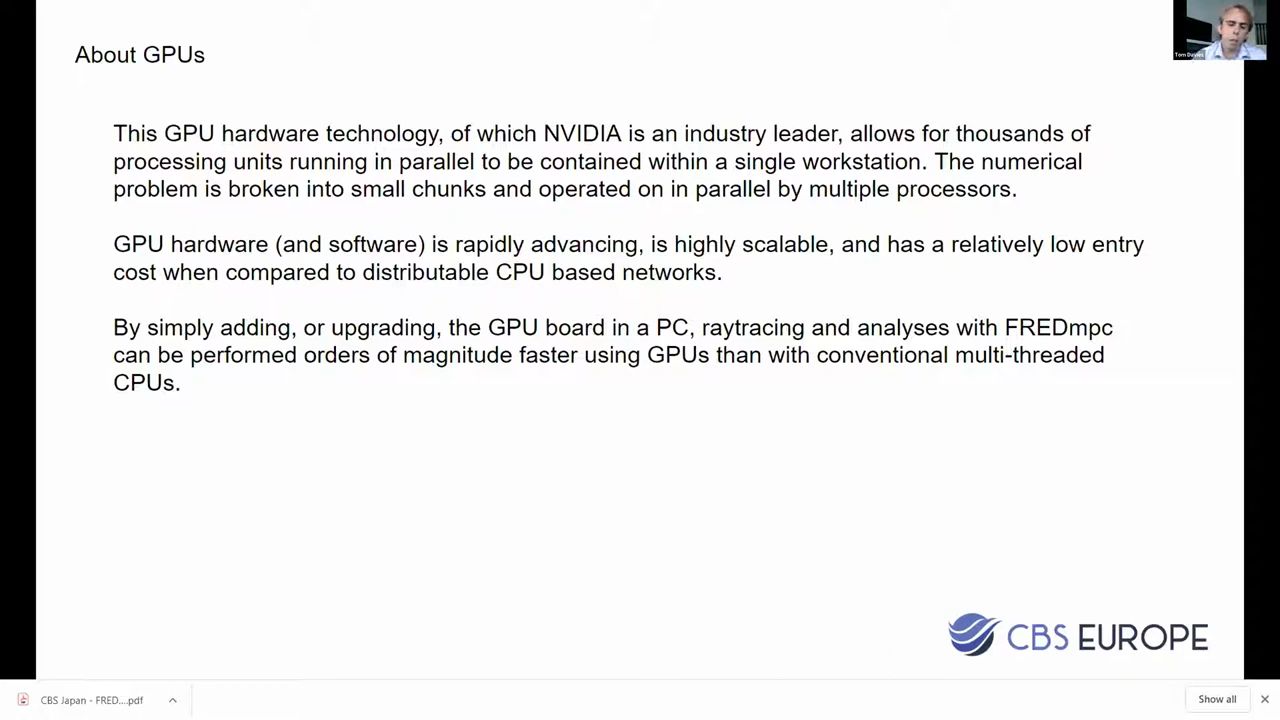 About GPUs
Tom Davies
This GPU hardware technology, of which NVIDIA is an industry leader, allows for thousands of
processing units running in parallel to be contained within a single workstation. The numerical
problem is broken into small chunks and operated on in parallel by multiple processors.
GPU hardware (and software) is rapidly advancing, is highly scalable, and has a relatively low entry
cost when compared to distributable CPU based networks.
By simply adding, or upgrading, the GPU board in a PC, raytracing and analyses with FREDmpc
can be performed orders of magnitude faster using GPUs than with conventional multi-threaded
CPUs.
CBS EUROPE
CBS Japan - FRED....pdf
Show all